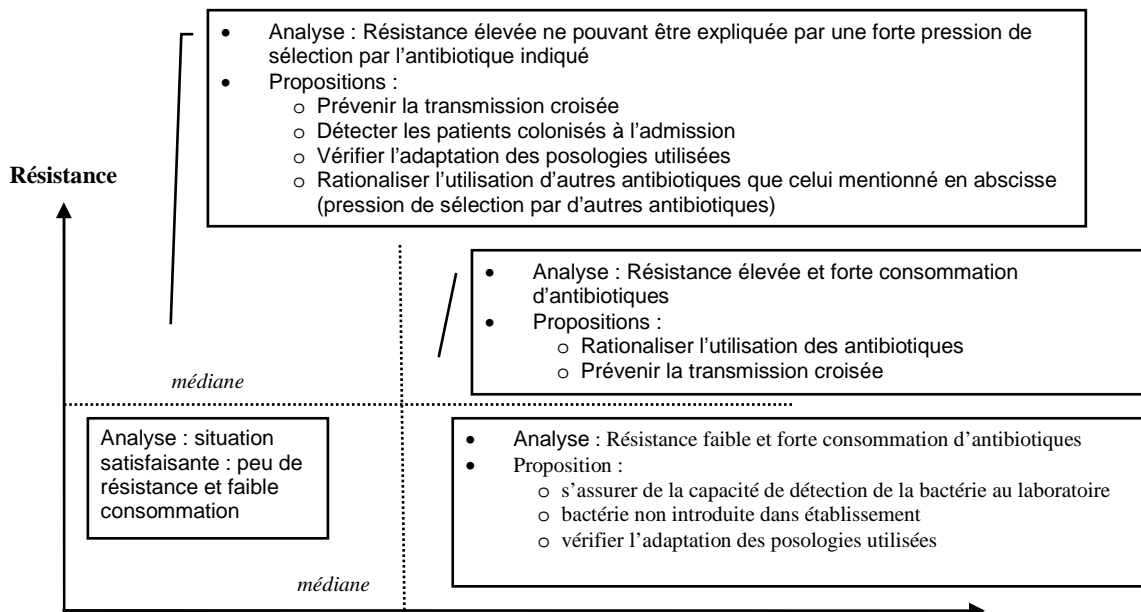 • Analyse : Résistance élevée ne pouvant être expliquée par une forte pression de
sélection par l'antibiotique indiqué
• Propositions :
o Prévenir la transmission croisée
o Détecter les patients colonisés à l'admission
o Vérifier l'adaptation des posologies utilisées
o Rationaliser l'utilisation d'autres antibiotiques que celui mentionné en abscisse
(pression de sélection par d'autres antibiotiques)
Résistance
• Analyse : Résistance élevée et forte consommation
d'antibiotiques
• Propositions :
o Rationaliser l'utilisation des antibiotiques
o Prévenir la transmission croisée
médiane
Analyse : situation
satisfaisante : peu de
résistance et faible
consommation
• Analyse : Résistance faible et forte consommation d'antibiotiques
• Proposition :
o s'assurer de la capacité de détection de la bactérie au laboratoire
o bactérie non introduite dans établissement
o vérifier l'adaptation des posologies utilisées
médiane